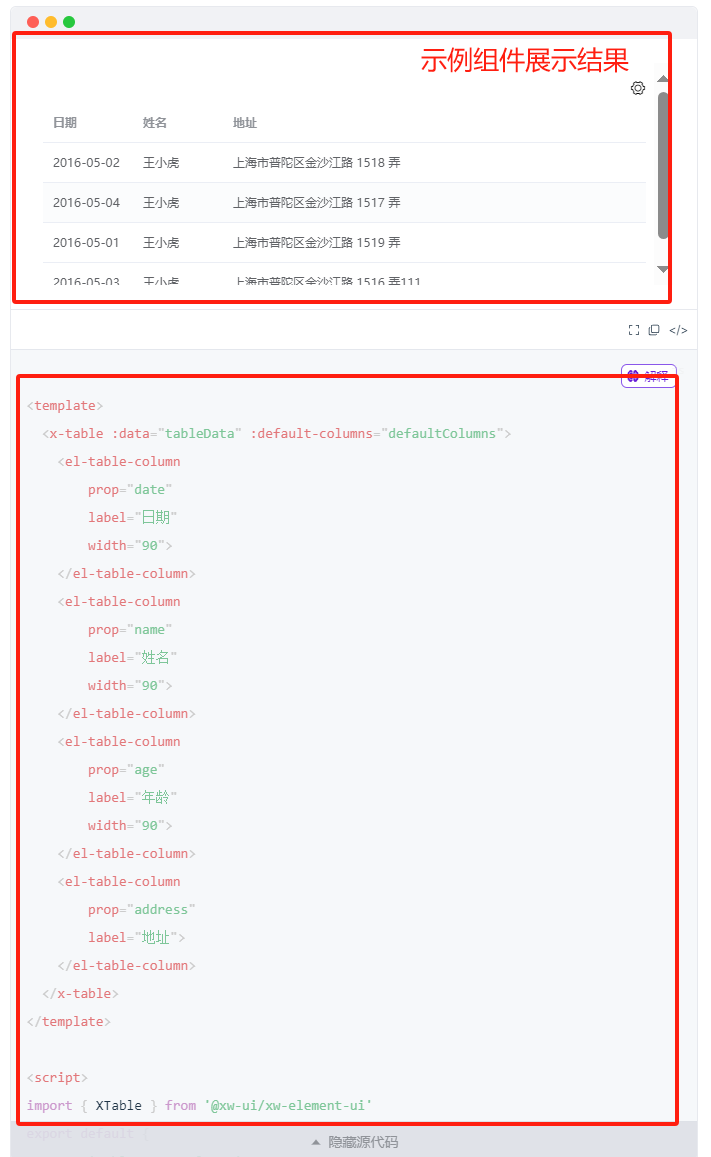 示例组件展示结果
日期 姓名 地址
2016-05-02 王小虎 上海市普陀区金沙江路 1518 弄
2016-05-04 王小虎 上海市普陀区金沙江路 1517 弄
2016-05-01 王小虎 上海市普陀区金沙江路 1519 弄
2016-05-03 王小虎 上海市普陀区金沙江路 1516 弄111
</>
解释
<template>
<x-table :data="tableData" :default-columns="defaultColumns">
<el-table-column
prop="date"
label="日期"
width="90">
</el-table-column>
<el-table-column
prop="name"
label="姓名"
width="90">
</el-table-column>
<el-table-column
prop="age"
label="年龄"
width="90">
</el-table-column>
<el-table-column
prop="address"
label="地址">
</el-table-column>
</x-table>
</template>
<script>
import { XTable } from '@xw-ui/xw-element-ui'
export default {
隐藏源代码